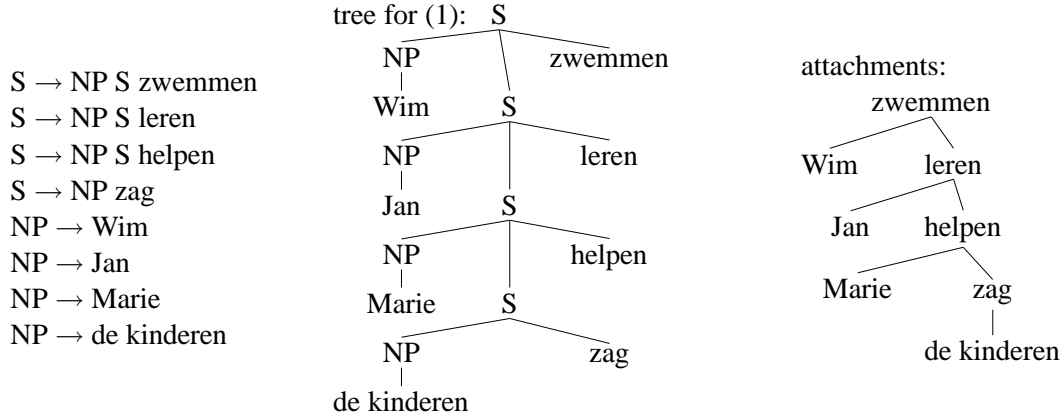 S → NP S zwemmen
S → NP S leren
S → NP S helpen
S → NP zag
NP → Wim
NP → Jan
NP → Marie
NP → de kinderen
tree for (1): S
NP zwemmen
Wim S
NP leren
Jan S
NP helpen
Marie S
NP zag
de kinderen
attachments:
zwemmen
Wim leren
Jan helpen
Marie zag
de kinderen